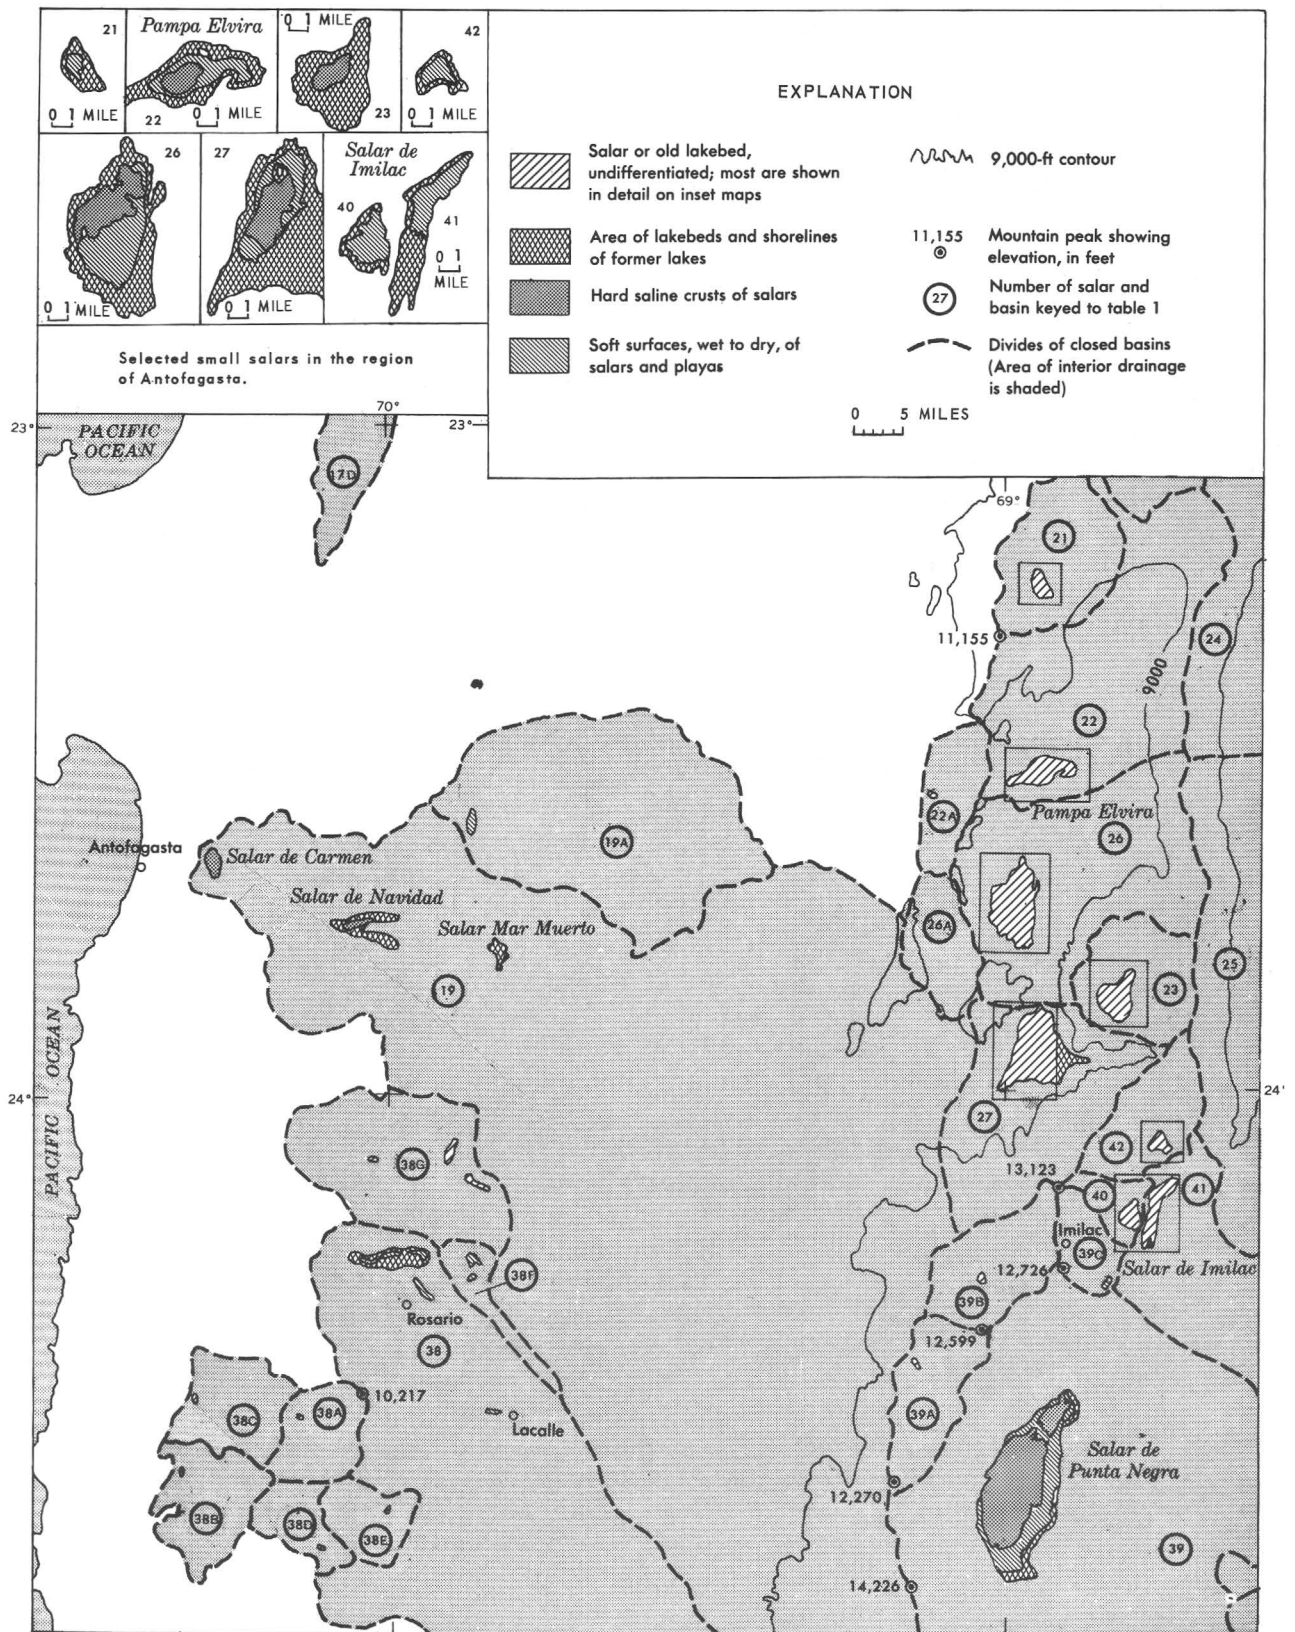 21
Pampa Elvira
0 1 MILE
42
0 1 MILE
22
0 1 MILE
23
0 1 MILE
26
27
Salar de
Imilac
40
41
0 1
MILE
0 1 MILE
0 1 MILE
Selected small salars in the region
of Antofagasta.
EXPLANATION
Salar or old lakebed,
undifferentiated; most are shown
in detail on inset maps
Area of lakebeds and shorelines
of former lakes
Hard saline crusts of salars
Soft surfaces, wet to dry, of
salars and playas
9,000-ft contour
11,155
Mountain peak showing
elevation, in feet
27
Number of salar and
basin keyed to table 1
Divides of closed basins
(Area of interior drainage
is shaded)
0 5 MILES
70°
23°
23°
PACIFIC
OCEAN
17D
69°
21
11,155
24
9000
22
Pampa Elvira
22A
26
19A
Antofagasta
Salar de Carmen
Salar de Navidad
Salar Mar Muerto
26A
25
23
19
PACIFIC OCEAN
24°
24'
27
42
38G
13,123
40
41
Imilac
39C
12,726
Salar de Imilac
38F
39B
Rosario
12,599
38
10,217
38C
38A
39A
Lacalle
Salar de
Punta Negra
12,270
38B
38D
38E
39
14,226